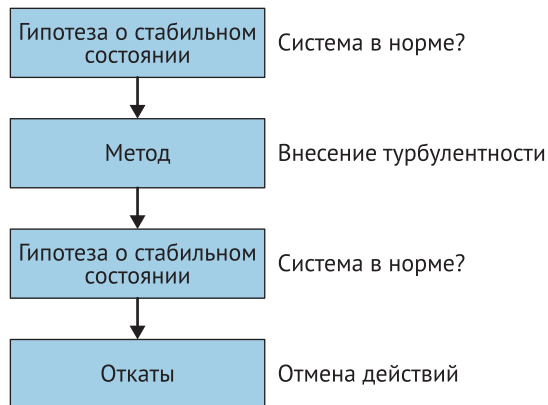 Гипотеза о стабильном
состоянии
Система в норме?
Метод
Внесение турбулентности
Гипотеза о стабильном
состоянии
Система в норме?
Откаты
Отмена действий